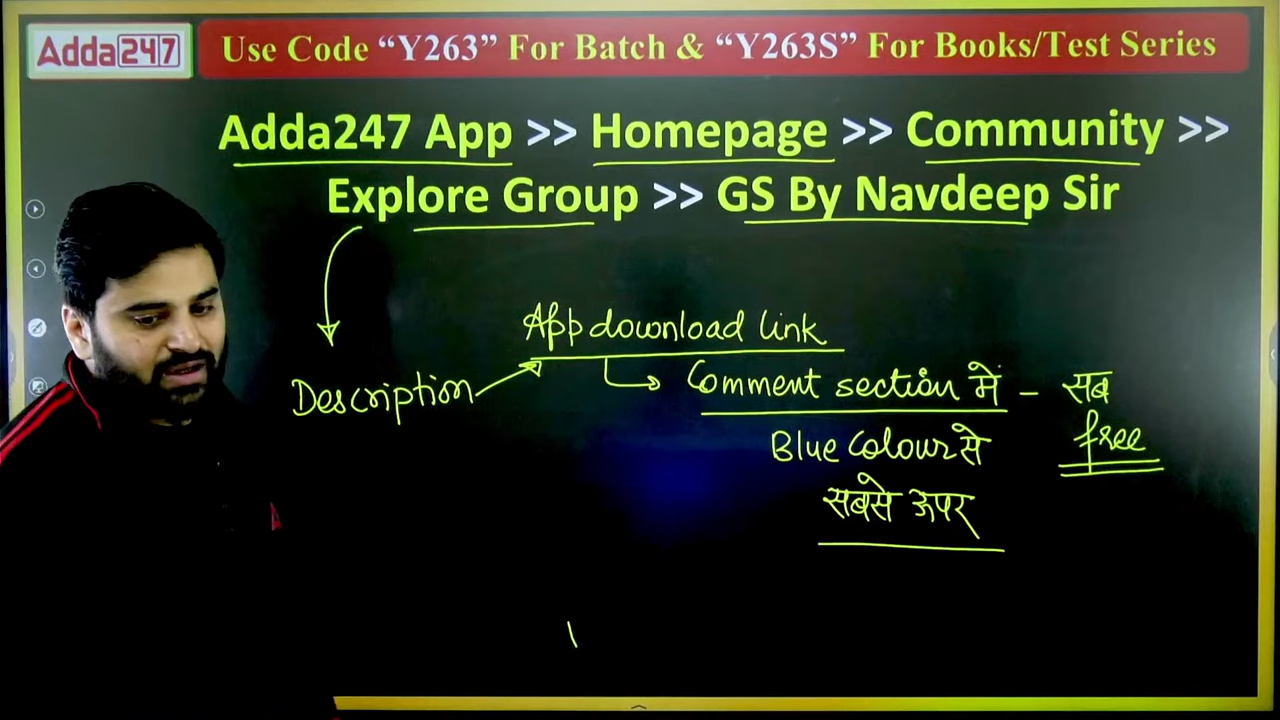 Adda247
Use Code “Y263” For Batch & “Y263S” For Books/Test Series
Adda247 App >> Homepage >> Community >>
Explore Group >> GS By Navdeep Sir
App download link
Description
Comment section में – सब
free
Blue Colour से
सबसे ऊपर